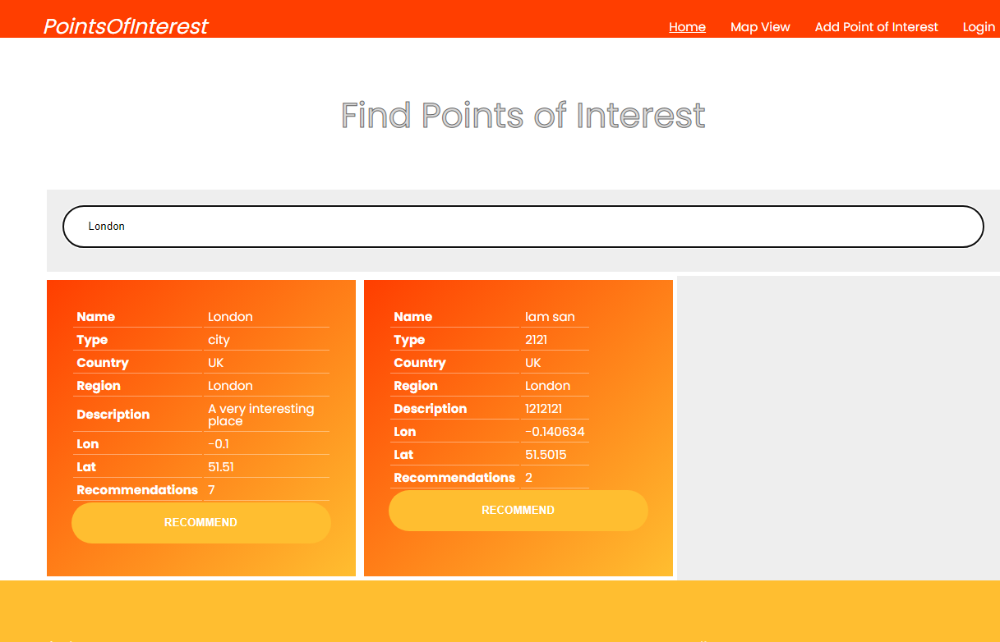 PointsOfInterest
Home Map View Add Point of Interest Login
Find Points of Interest
London
Name London
Type city
Country UK
Region London
Description A very interesting
place
Lon -0.1
Lat 51.51
Recommendations 7
RECOMMEND
Name lam san
Type 2121
Country UK
Region London
Description 1212121
Lon -0.140634
Lat 51.5015
Recommendations 2
RECOMMEND